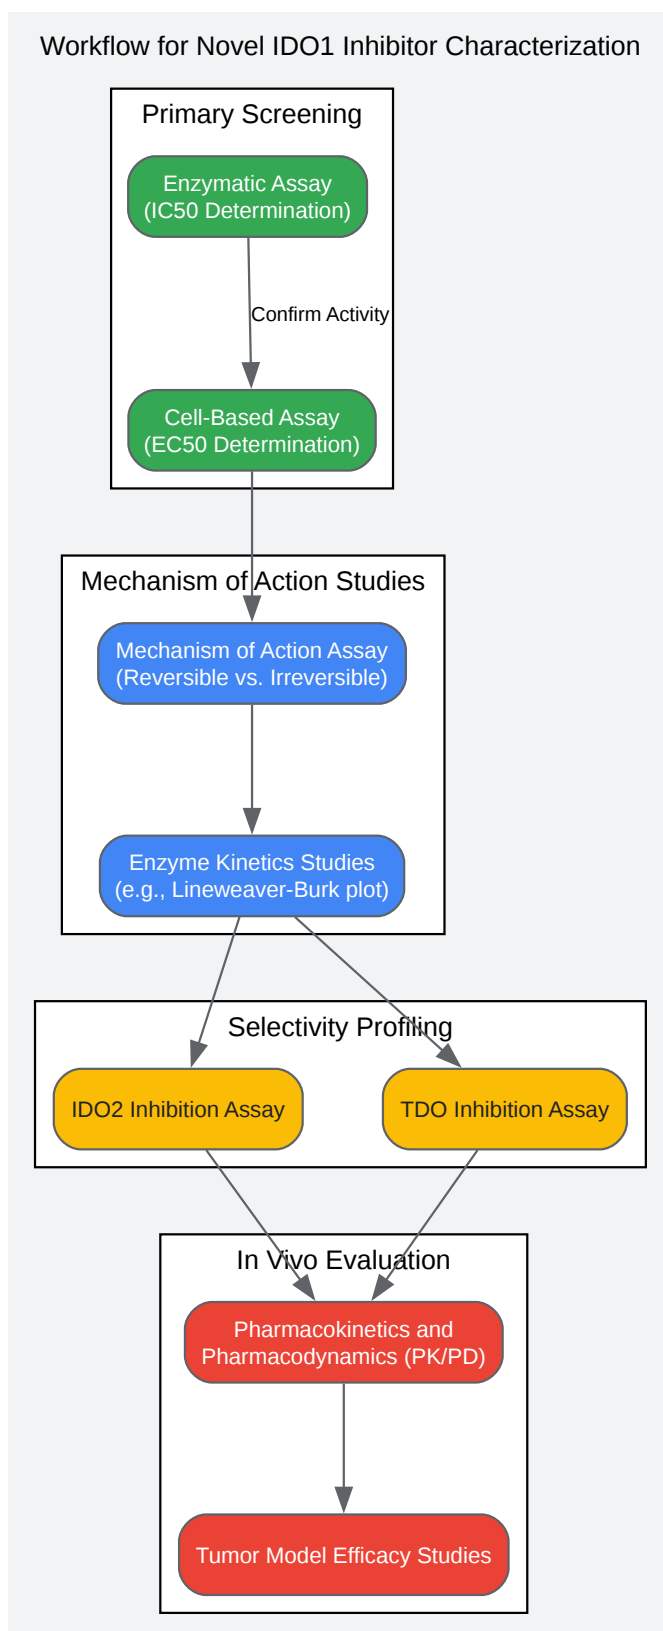 Workflow for Novel IDO1 Inhibitor Characterization
Primary Screening
Enzymatic Assay
(IC50 Determination)
Confirm Activity
Cell-Based Assay
(EC50 Determination)
Mechanism of Action Studies
Mechanism of Action Assay
(Reversible vs. Irreversible)
Enzyme Kinetics Studies
(e.g., Lineweaver-Burk plot)
Selectivity Profiling
IDO2 Inhibition Assay
TDO Inhibition Assay
In Vivo Evaluation
Pharmacokinetics and
Pharmacodynamics (PK/PD)
Tumor Model Efficacy Studies